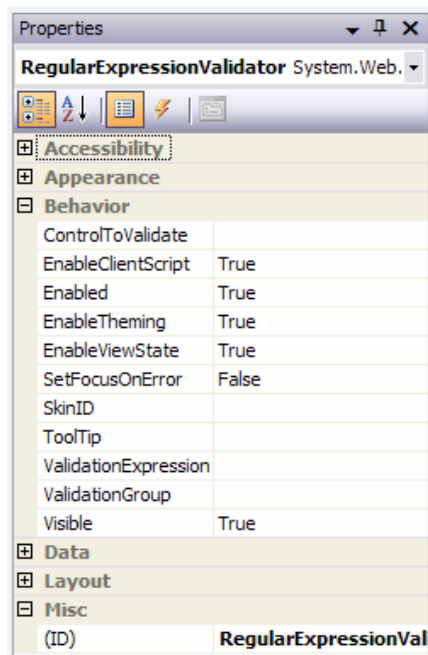 Properties
RegularExpressionValidator System.Web.
Accessibility
Appearance
Behavior
ControlToValidate
EnableClientScript True
Enabled True
EnableTheming True
EnableViewState True
SetFocusOnError False
SkinID
ToolTip
ValidationExpression
ValidationGroup
Visible True
Data
Layout
Misc
(ID) RegularExpressionVal